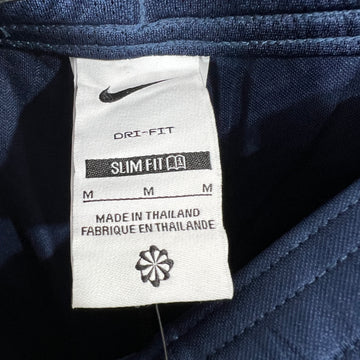 DRI-FIT
SLIM FIT
M M M
MADE IN THAILAND
FABRIQUE EN THAILANDE